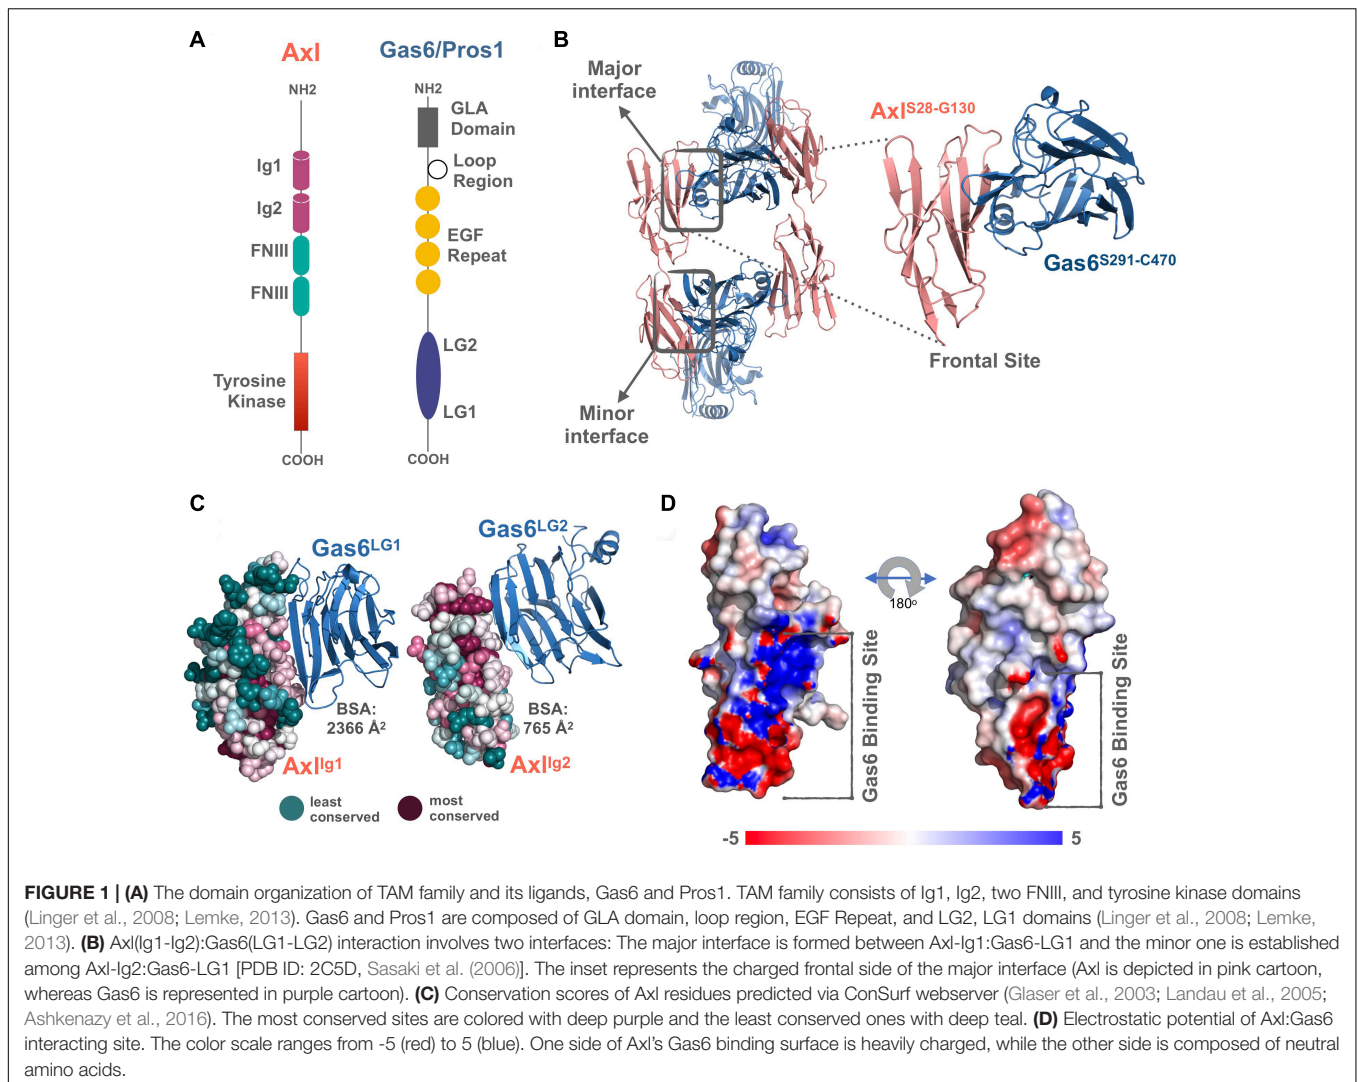 A
Axl
Gas6/Pros1
NH2
NH2
GLA
Domain
Loop
Region
Ig1
Ig2
FNIII
FNIII
EGF
Repeat
LG2
LG1
Tyrosine
Kinase
COOH
COOH
B
Major
interface
Axl S28-G130
Gas6 S291-C470
Frontal Site
Minor
interface
C
Gas6 LG1
Gas6 LG2
BSA:
2366 Å²
BSA:
765 Å²
Axl Ig1
Axl Ig2
least
conserved
most
conserved
D
180°
Gas6 Binding Site
Gas6 Binding Site
-5
5
FIGURE 1 | (A) The domain organization of TAM family and its ligands, Gas6 and Pros1. TAM family consists of Ig1, Ig2, two FNIII, and tyrosine kinase domains
(Linger et al., 2008; Lemke, 2013). Gas6 and Pros1 are composed of GLA domain, loop region, EGF Repeat, and LG2, LG1 domains (Linger et al., 2008; Lemke,
2013). (B) Axl(Ig1-Ig2):Gas6(LG1-LG2) interaction involves two interfaces: The major interface is formed between Axl-Ig1:Gas6-LG1 and the minor one is established
among Axl-Ig2:Gas6-LG1 [PDB ID: 2C5D, Sasaki et al. (2006)]. The inset represents the charged frontal side of the major interface (Axl is depicted in pink cartoon,
whereas Gas6 is represented in purple cartoon). (C) Conservation scores of Axl residues predicted via ConSurf webserver (Glaser et al., 2003; Landau et al., 2005;
Ashkenazy et al., 2016). The most conserved sites are colored with deep purple and the least conserved ones with deep teal. (D) Electrostatic potential of Axl:Gas6
interacting site. The color scale ranges from -5 (red) to 5 (blue). One side of Axl's Gas6 binding surface is heavily charged, while the other side is composed of neutral
amino acids.